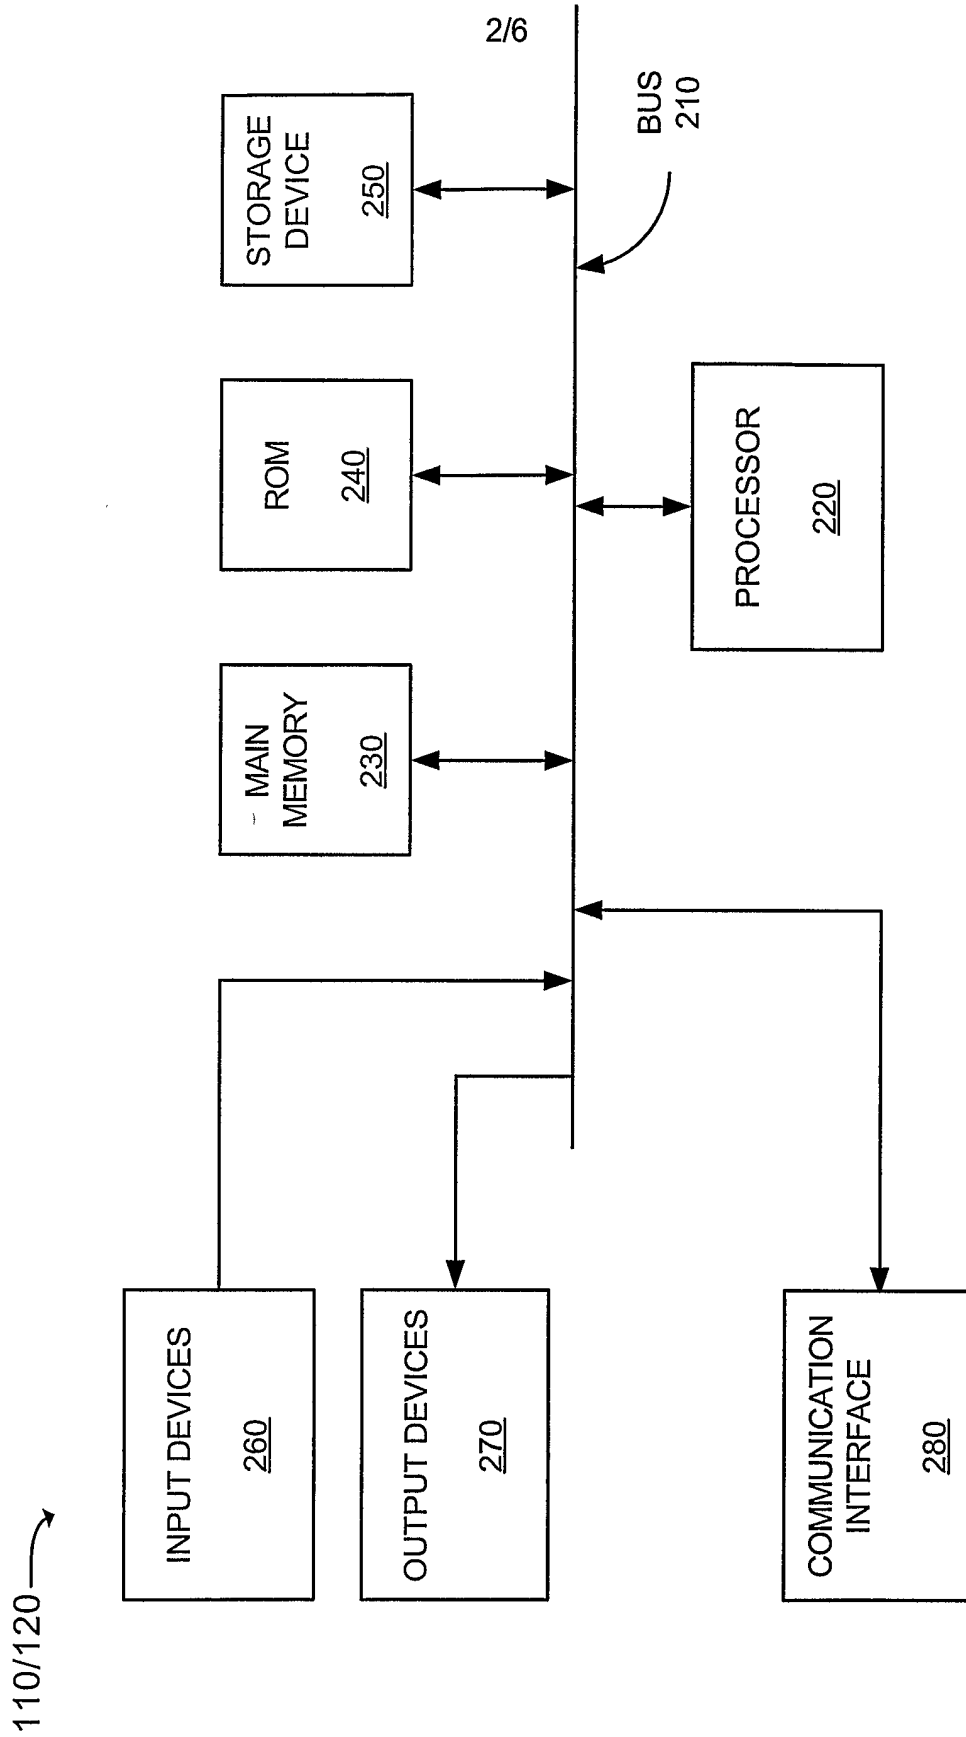 2/6
110/120
INPUT DEVICES
260
OUTPUT DEVICES
270
COMMUNICATION
INTERFACE
280
MAIN
MEMORY
230
ROM
240
STORAGE
DEVICE
250
PROCESSOR
220
BUS
210